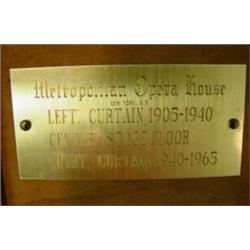 Metropolitan Opera House
NEW YORK, N.Y.
LEFT: CURTAIN 1905-1940
CENTER: STAGE FLOOR
RIGHT: CURTAIN 1940-1965